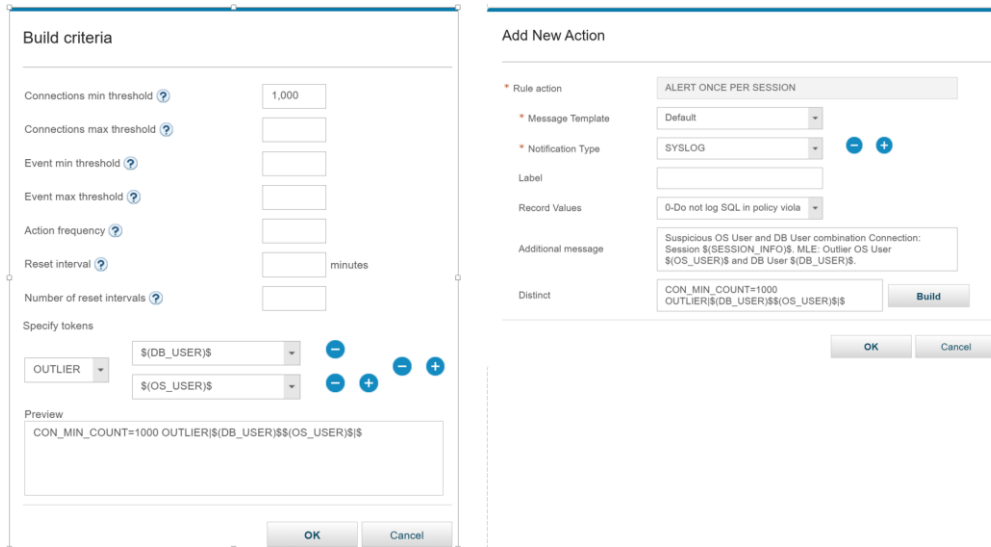 Build criteria
Connections min threshold ?
1,000
Connections max threshold ?
Event min threshold ?
Event max threshold ?
Action frequency ?
Reset interval ?
minutes
Number of reset intervals ?
Specify tokens
OUTLIER
$(DB_USER)$
$(OS_USER)$
Preview
CON_MIN_COUNT=1000 OUTLIER|$(DB_USER)$$(OS_USER)$|$
OK
Cancel
Add New Action
* Rule action
ALERT ONCE PER SESSION
* Message Template
Default
* Notification Type
SYSLOG
Label
Record Values
0-Do not log SQL in policy viola
Additional message
Suspicious OS User and DB User combination Connection:
Session $(SESSION_INFO)$. MLE: Outlier OS User
$(OS_USER)$ and DB User $(DB_USER)$.
Distinct
CON_MIN_COUNT=1000
OUTLIER|$(DB_USER)$$(OS_USER)$|$
Build
OK
Cancel